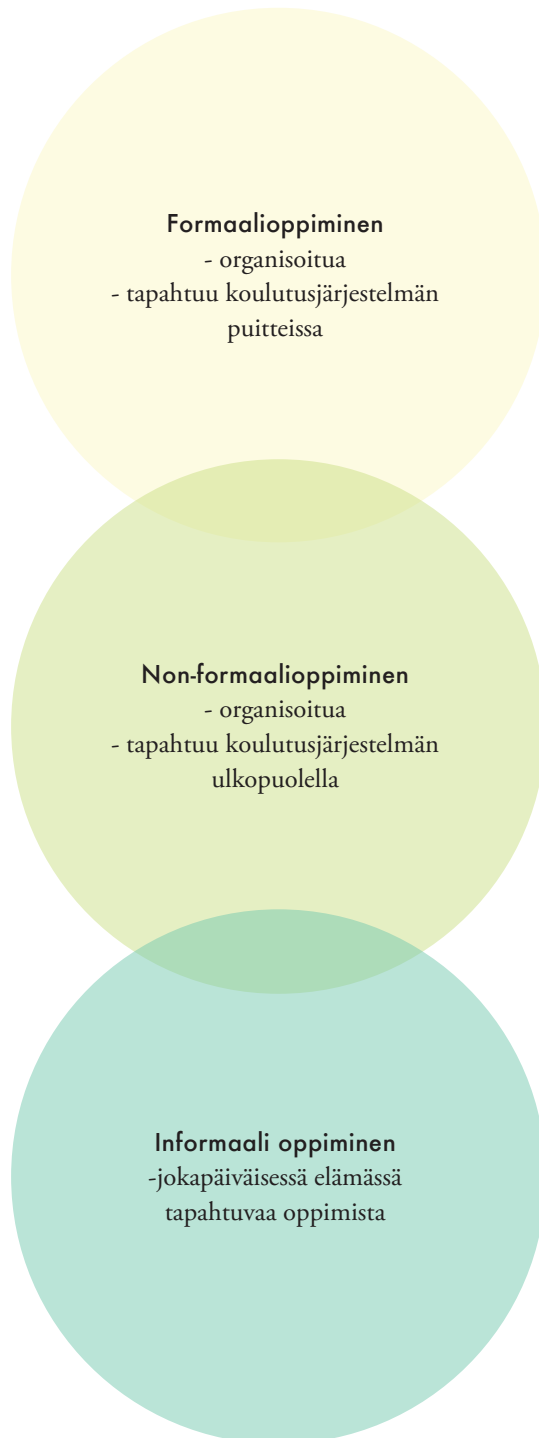 Formaalioppiminen
- organisoitua
- tapahtuu koulutusjärjestelmän
puitteissa
Non-formaalioppiminen
- organisoitua
- tapahtuu koulutusjärjestelmän
ulkopuolella
Informaali oppiminen
-jokapäiväisessä elämässä
tapahtuvaa oppimista